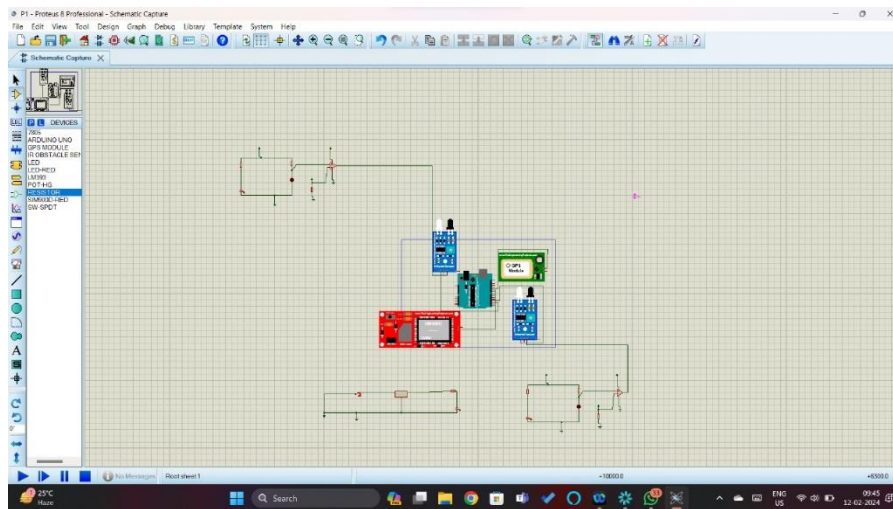 P1 - Proteus 8 Professional - Schematic Capture
File Edit View Tool Design Graph Debug Library Template System Help
Schematic Capture
P L DEVICES
7805
ARDUINO UNO
GPS MODULE
IR OBSTACLE SEN
LED
LED-RED
LM393
POT-HG
RESISTOR
SIM900D-RED
SW-SPDT
GPS
Module
No Messages Root sheet 1 -10000.0 +6300.0
25°C
Haze
Search
ENG
US
09:45
12-02-2024